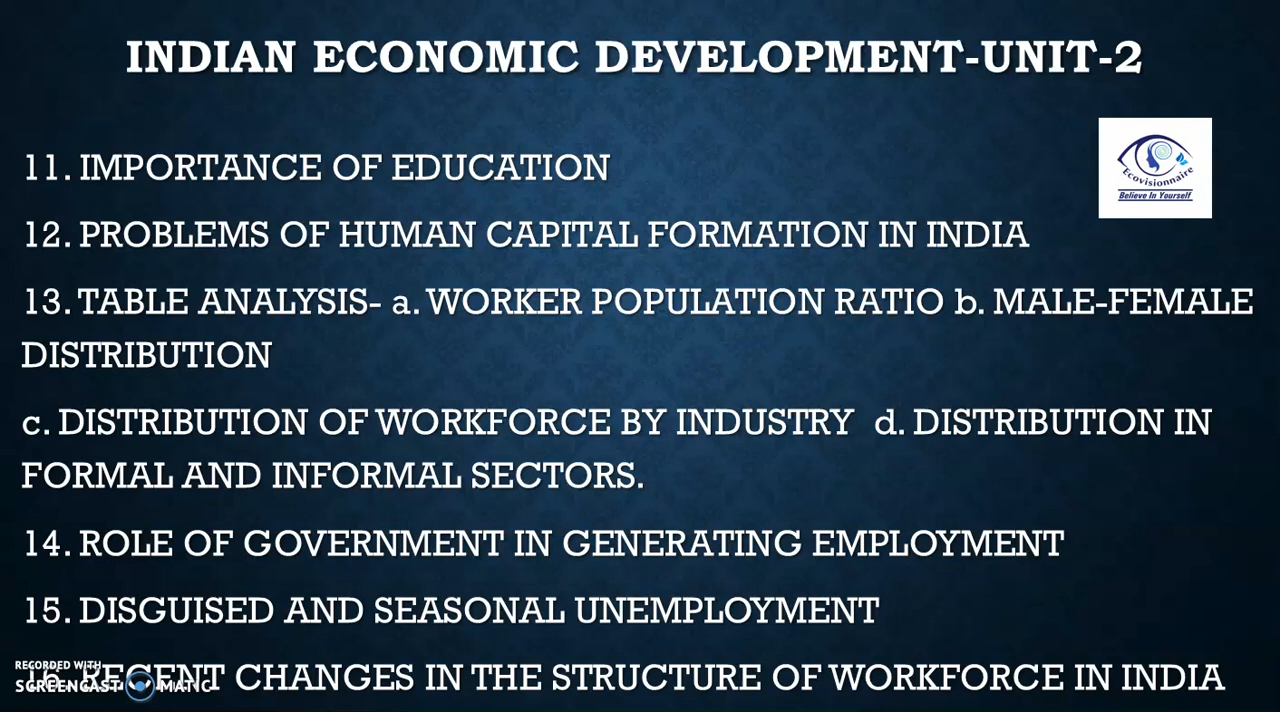 INDIAN ECONOMIC DEVELOPMENT-UNIT-2
11. IMPORTANCE OF EDUCATION
Ecovisionnaire
Believe In Yourself
12. PROBLEMS OF HUMAN CAPITAL FORMATION IN INDIA
13. TABLE ANALYSIS- a. WORKER POPULATION RATIO b. MALE-FEMALE
DISTRIBUTION
c. DISTRIBUTION OF WORKFORCE BY INDUSTRY d. DISTRIBUTION IN
FORMAL AND INFORMAL SECTORS.
14. ROLE OF GOVERNMENT IN GENERATING EMPLOYMENT
15. DISGUISED AND SEASONAL UNEMPLOYMENT
16. RECENT CHANGES IN THE STRUCTURE OF WORKFORCE IN INDIA
RECORDED WITH
SCREENCAST MATIC